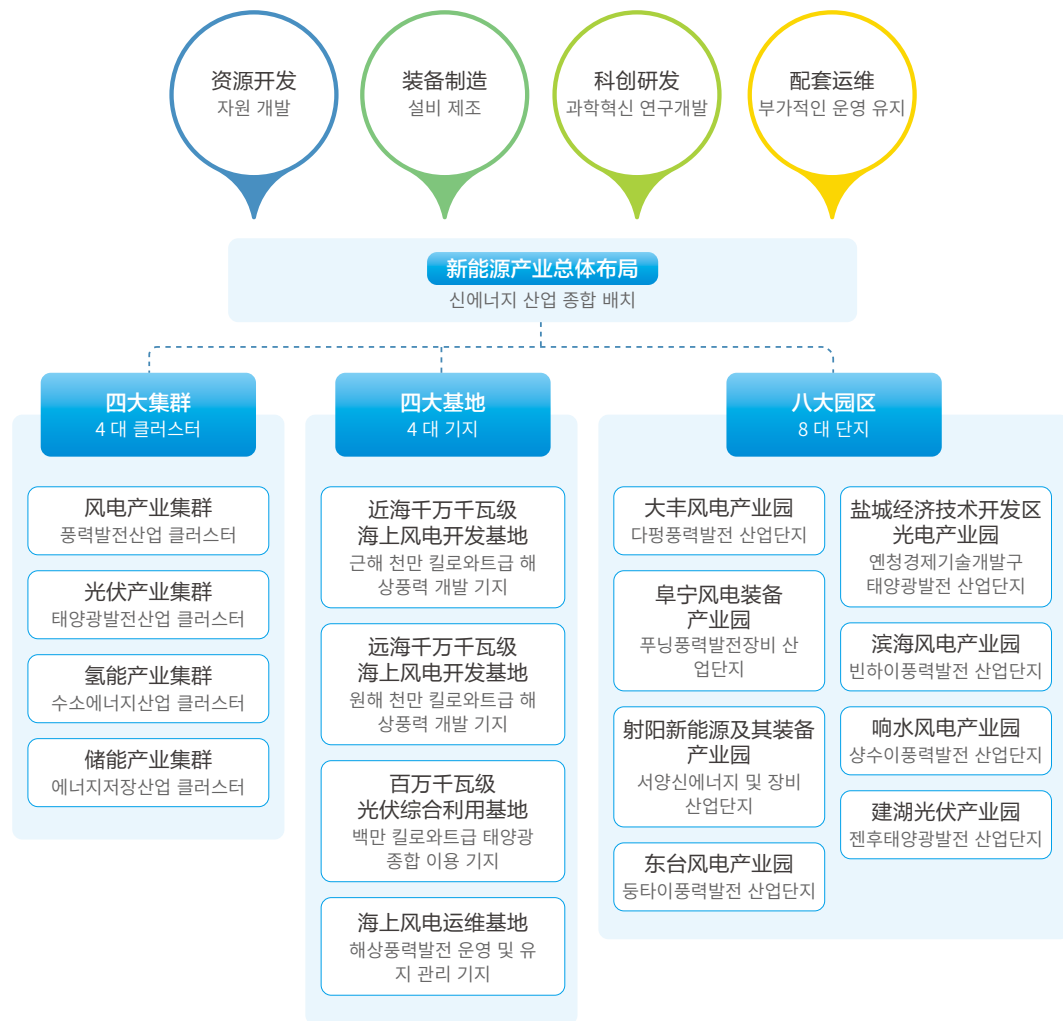 资源开发
자원 개발
装备制造
설비 제조
科创研发
과학혁신 연구개발
配套运维
부가적인 운영 유지
新能源产业总体布局
신에너지 산업 종합 배치
四大集群
4 대 클러스터
风电产业集群
풍력발전산업 클러스터
光伏产业集群
태양광발전산업 클러스터
氢能产业集群
수소에너지산업 클러스터
储能产业集群
에너지저장산업 클러스터
四大基地
4 대 기지
近海千万千瓦级
海上风电开发基地
근해 천만 킬로와트급 해
상풍력 개발 기지
远海千万千瓦级
海上风电开发基地
원해 천만 킬로와트급 해
상풍력 개발 기지
百万千瓦级
光伏综合利用基地
백만 킬로와트급 태양광
종합 이용 기지
海上风电运维基地
해상풍력발전 운영 및 유
지 관리 기지
八大园区
8 대 단지
大丰风电产业园
다펑풍력발전 산업단지
阜宁风电装备
产业园
푸닝풍력발전장비 산
업단지
射阳新能源及其装备
产业园
서양신에너지 및 장비
산업단지
东台风电产业园
둥타이풍력발전 산업단지
盐城经济技术开发区
光电产业园
옌청경제기술개발구
태양광발전 산업단지
滨海风电产业园
빈하이풍력발전 산업단지
响水风电产业园
샹수이풍력발전 산업단지
建湖光伏产业园
젠후태양광발전 산업단지